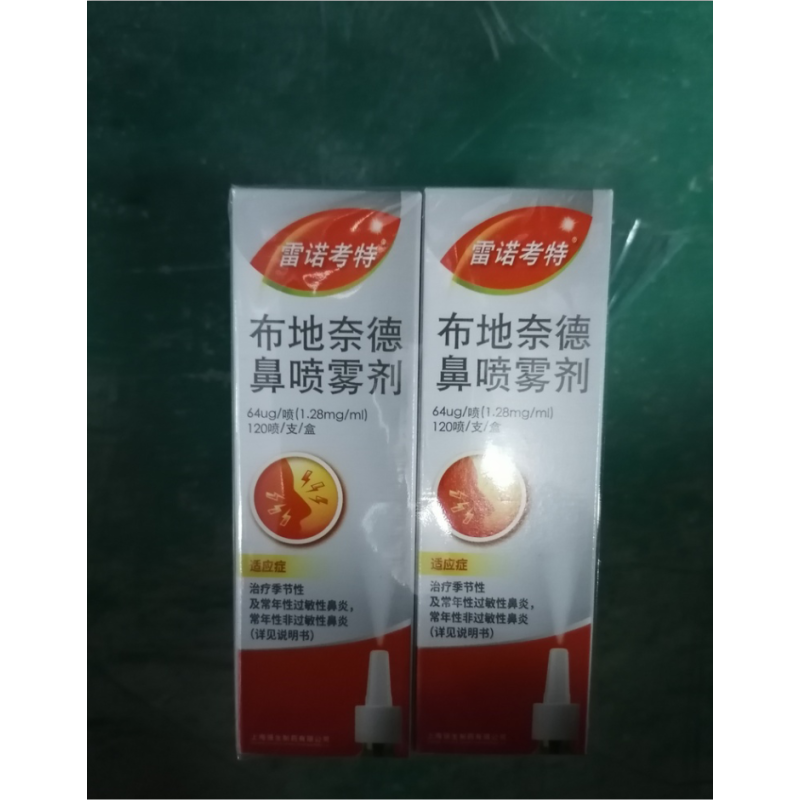 雷诺考特
布地奈德
鼻喷雾剂
64ug/喷(1.28mg/ml)
120喷/支/盒
适应症
治疗季节性
及常年性过敏性鼻炎，
常年性非过敏性鼻炎
(详见说明书)
雷诺考特
布地奈德
鼻喷雾剂
64ug/喷(1.28mg/ml)
120喷/支/盒
适应症
治疗季节性
及常年性过敏性鼻炎，
常年性非过敏性鼻炎
(详见说明书)